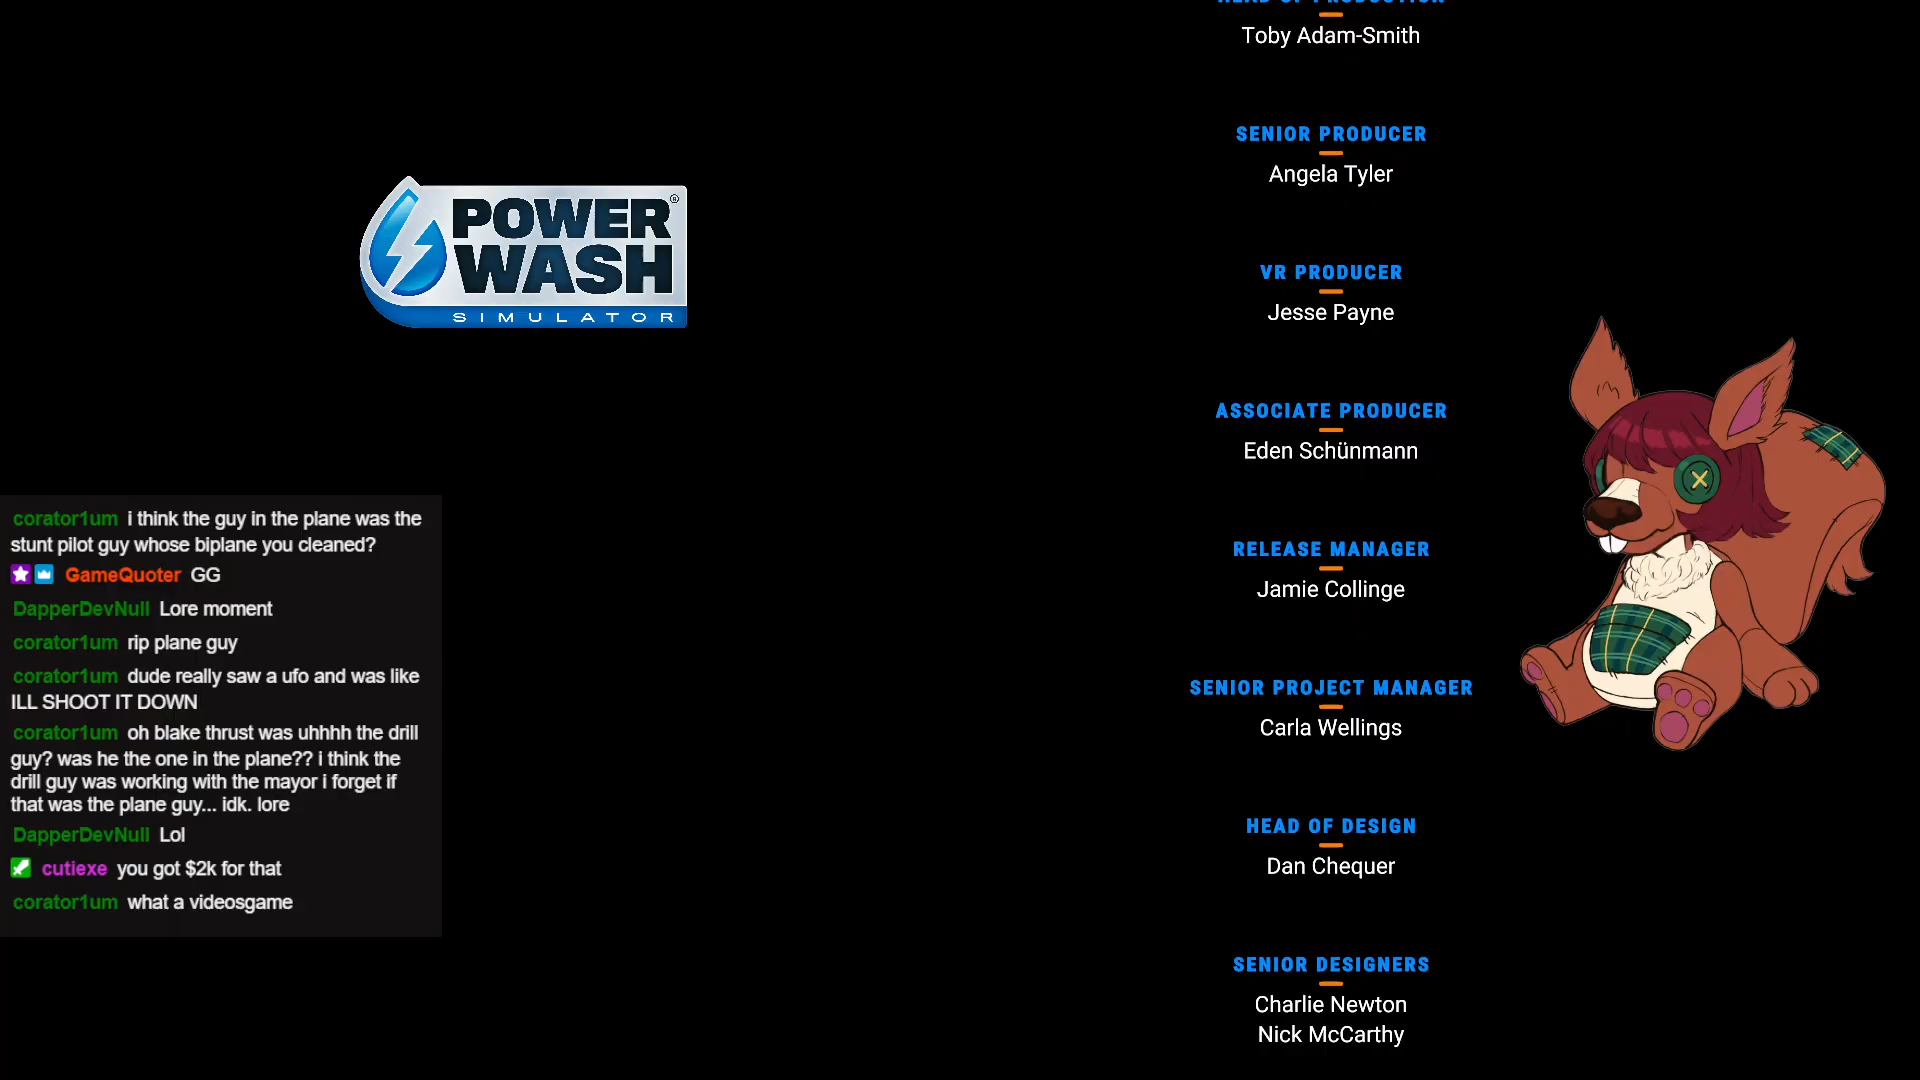 HEAD OF PRODUCTION
Toby Adam-Smith
SENIOR PRODUCER
Angela Tyler
VR PRODUCER
Jesse Payne
ASSOCIATE PRODUCER
Eden Schünmann
RELEASE MANAGER
Jamie Collinge
SENIOR PROJECT MANAGER
Carla Wellings
HEAD OF DESIGN
Dan Chequer
SENIOR DESIGNERS
Charlie Newton
Nick McCarthy
POWER®
WASH
SIMULATOR
corator1um i think the guy in the plane was the
stunt pilot guy whose biplane you cleaned?
GameQuoter GG
DapperDevNull Lore moment
corator1um rip plane guy
corator1um dude really saw a ufo and was like
ILL SHOOT IT DOWN
corator1um oh blake thrust was uhhhh the drill
guy? was he the one in the plane?? i think the
drill guy was working with the mayor i forget if
that was the plane guy... idk. lore
DapperDevNull Lol
cutiexe you got $2k for that
corator1um what a videosgame